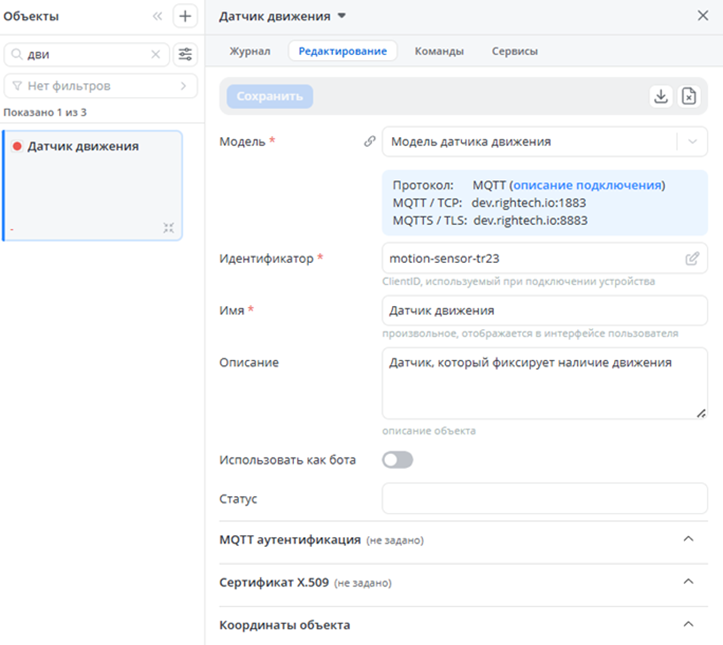 Объекты
дви
Нет фильтров
Показано 1 из 3
Датчик движения
-
Датчик движения
Журнал Редактирование Команды Сервисы
Сохранить
Модель * Модель датчика движения
Протокол: MQTT (описание подключения)
MQTT / TCP: dev.rightech.io:1883
MQTTS / TLS: dev.rightech.io:8883
Идентификатор * motion-sensor-tr23
ClientID, используемый при подключении устройства
Имя * Датчик движения
произвольное, отображается в интерфейсе пользователя
Описание Датчик, который фиксирует наличие движения
описание объекта
Использовать как бота
Статус
MQTT аутентификация (не задано)
Сертификат X.509 (не задано)
Координаты объекта